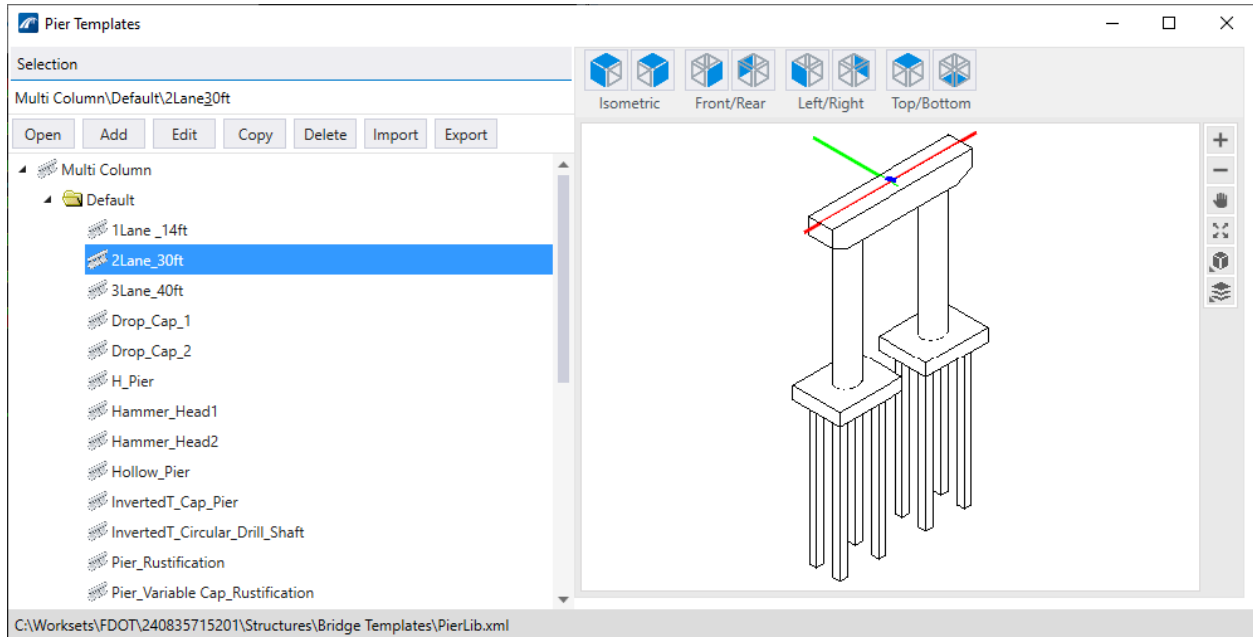 Pier Templates
Selection
Multi Column\Default\2Lane30ft
Open Add Edit Copy Delete Import Export
Isometric Front/Rear Left/Right Top/Bottom
Multi Column
Default
1Lane _14ft
2Lane_30ft
3Lane_40ft
Drop_Cap_1
Drop_Cap_2
H_Pier
Hammer_Head1
Hammer_Head2
Hollow_Pier
InvertedT_Cap_Pier
InvertedT_Circular_Drill_Shaft
Pier_Rustification
Pier_Variable Cap_Rustification
C:\Worksets\FDOT\240835715201\Structures\Bridge Templates\PierLib.xml